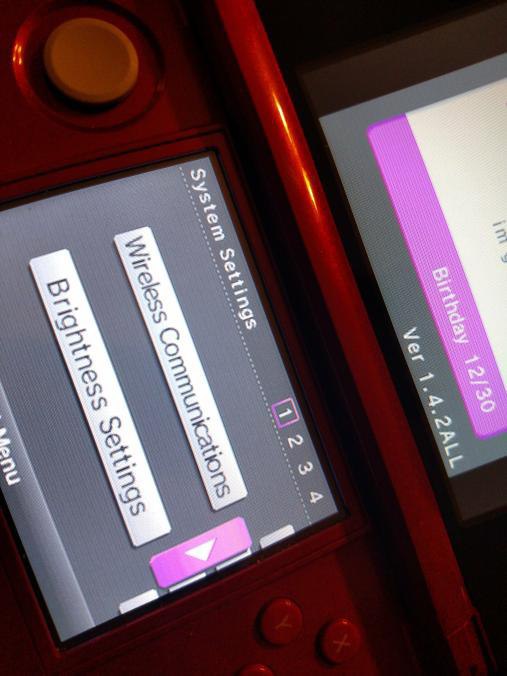 Birthday 12/30
Ver 1.4.2ALL
System Settings
1 2 3 4
Wireless Communications
Brightness Settings
Menu
Y
X